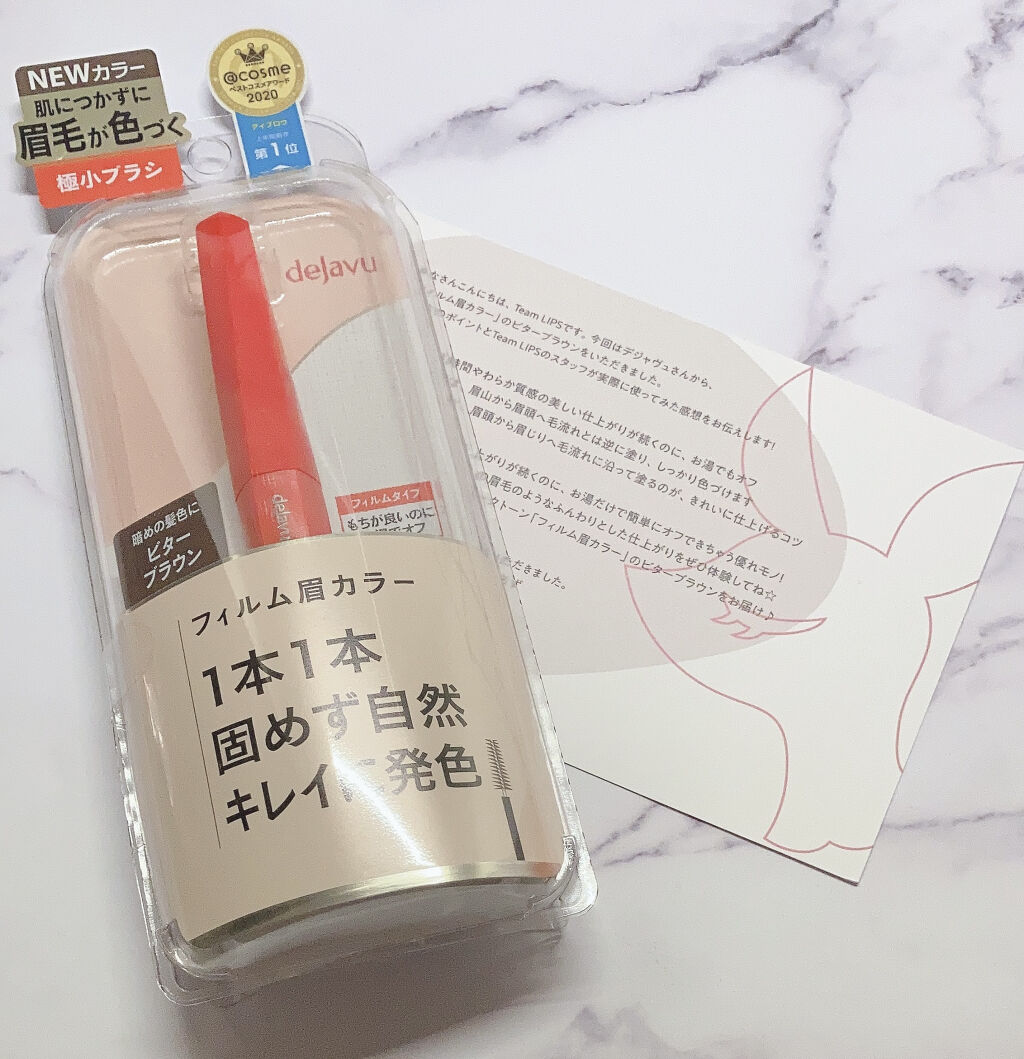 NEWカラー
肌につかずに
眉毛が色づく
極小ブラシ
@cosme
ベストコスメアワード
2020
アイブロウ
第1位
dejavu
dejavu
暗めの髪色に
ビター
ブラウン
フィルムタイプ
もちが良いのに
フィルム眉カラー
1本1本
固めず自然
キレイに発色
なさんこんにちは、Team LIPSです。今回はデジャヴュさんから、
ルム眉カラー」のビターブラウンをいただきました。
のポイントとTeam LIPSのスタッフが実際に使ってみた感想をお伝えします!
時間やわらか質感の美しい仕上がりが続くのに、お湯でもオフ
眉山から眉頭へ毛流れとは逆に塗り、しっかり色づけます
眉頭から眉じりへ毛流れに沿って塗るのが、きれいに仕上げるコツ
上がりが続くのに、お湯だけで簡単にオフできちゃう優れモノ!
の眉毛のようなふんわりとした仕上がりをぜひ体験してね☆
クトーン「フィルム眉カラー」のビターブラウンをお届け♪
だきました。